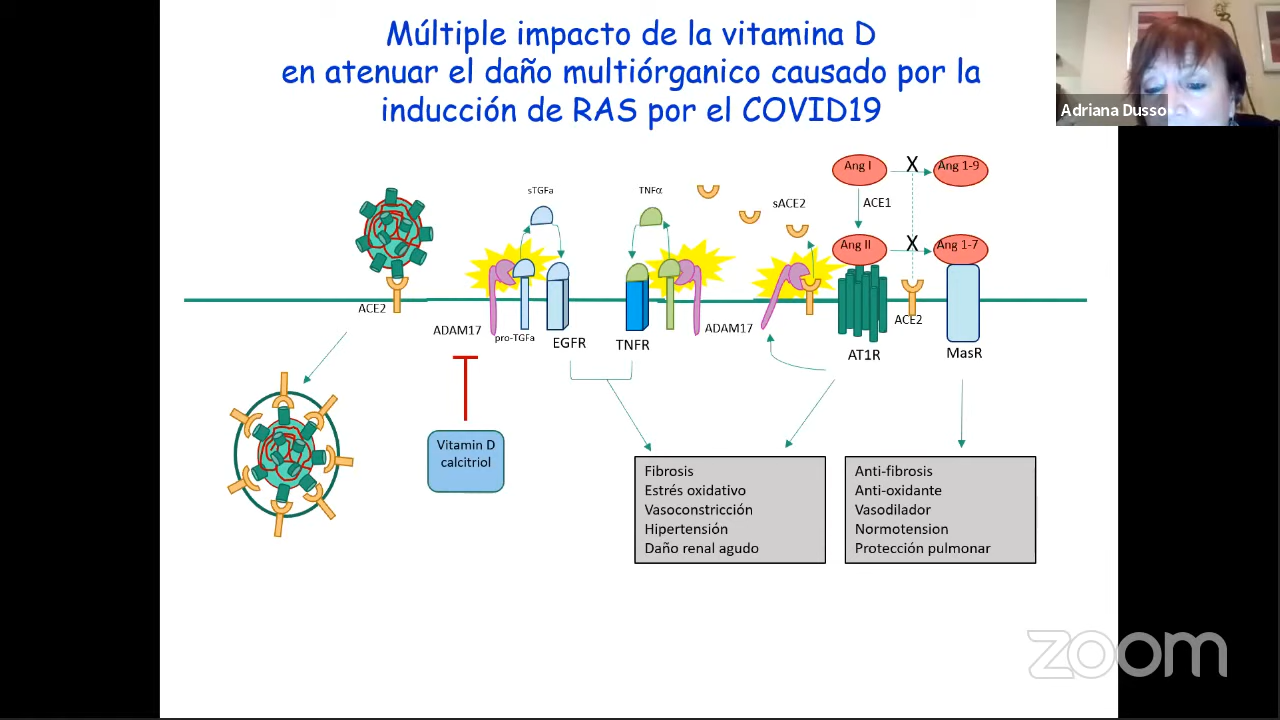 Múltiple impacto de la vitamina D
en atenuar el daño multiórganico causado por la
inducción de RAS por el COVID19
Adriana Dusso
Ang I
X
Ang 1-9
sTGFa
TNFα
sACE2
ACE1
Ang II
X
Ang 1-7
ACE2
ADAM17
pro-TGFa
EGFR
TNFR
ADAM17
ACE2
AT1R
MasR
Vitamin D
calcitriol
Fibrosis
Estrés oxidativo
Vasoconstricción
Hipertensión
Daño renal agudo
Anti-fibrosis
Anti-oxidante
Vasodilador
Normotension
Protección pulmonar
zoom